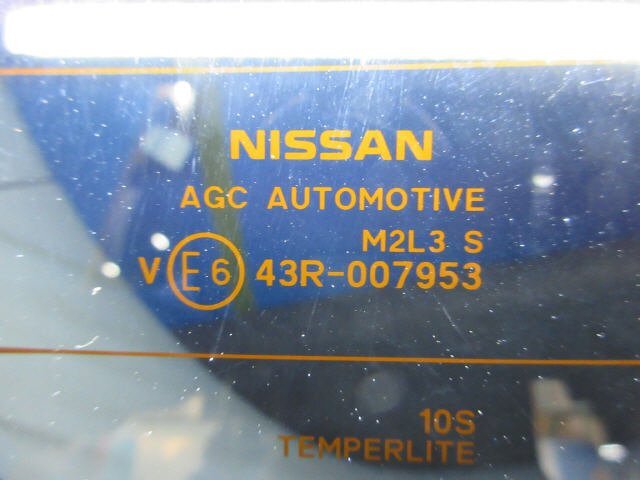 NISSAN
AGC AUTOMOTIVE
M2L3 S
V E6 43R-007953
10S
TEMPERLITE